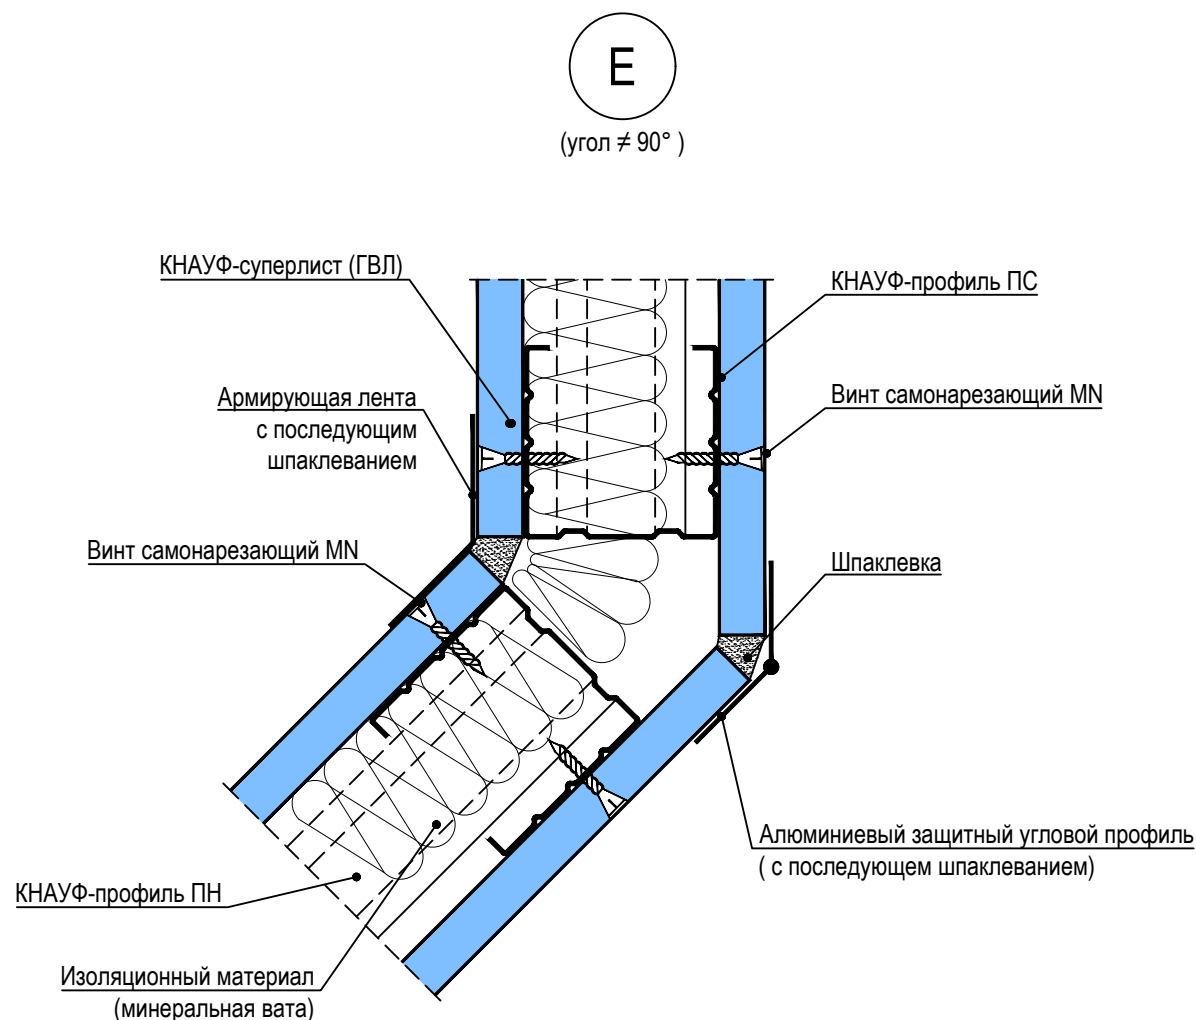 Е
(угол ≠ 90° )
КНАУФ-суперлист (ГВЛ)
КНАУФ-профиль ПС
Армирующая лента
с последующим
шпаклеванием
Винт самонарезающий MN
Винт самонарезающий MN
Шпаклевка
Алюминиевый защитный угловой профиль
( с последующем шпаклеванием)
КНАУФ-профиль ПН
Изоляционный материал
(минеральная вата)